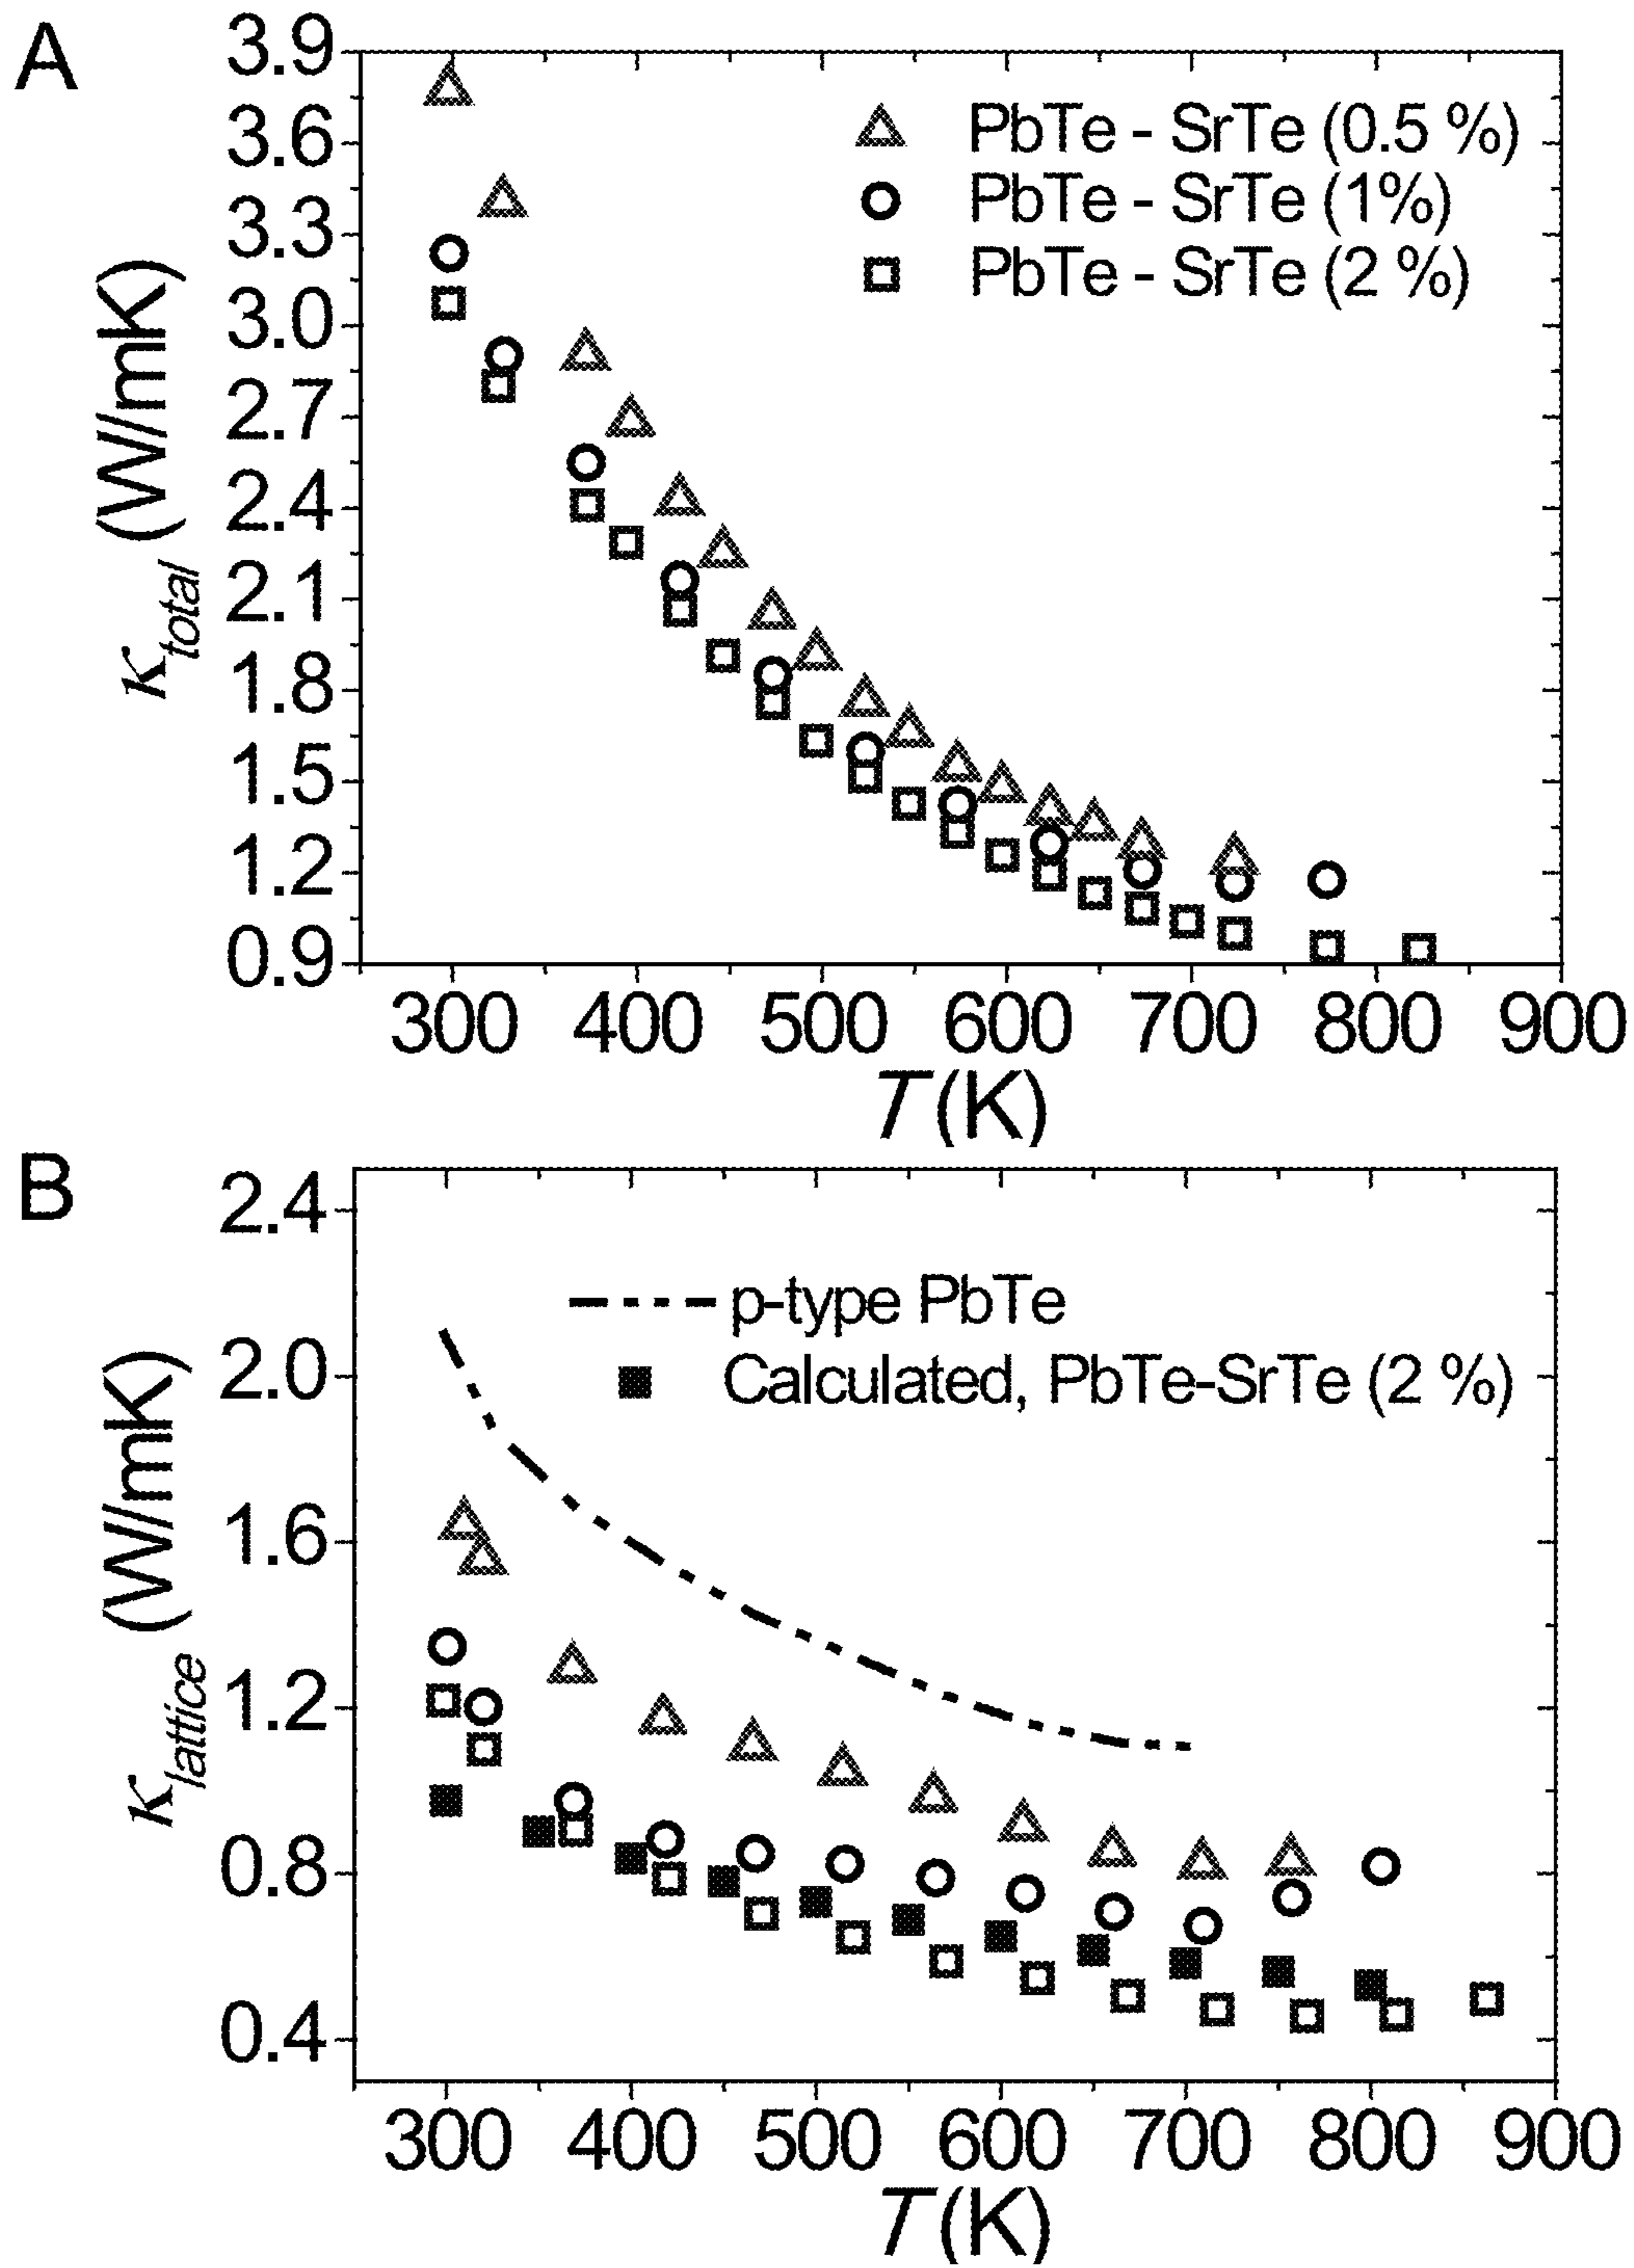 A
3.9
3.6
3.3
3.0
2.7
2.4
2.1
1.8
1.5
1.2
0.9
κtotal (W/mK)
PbTe - SrTe (0.5 %)
PbTe - SrTe (1%)
PbTe - SrTe (2 %)
300 400 500 600 700 800 900
T (K)
B
2.4
2.0
1.6
1.2
0.8
0.4
κlattice (W/mK)
p-type PbTe
Calculated, PbTe-SrTe (2 %)
300 400 500 600 700 800 900
T (K)